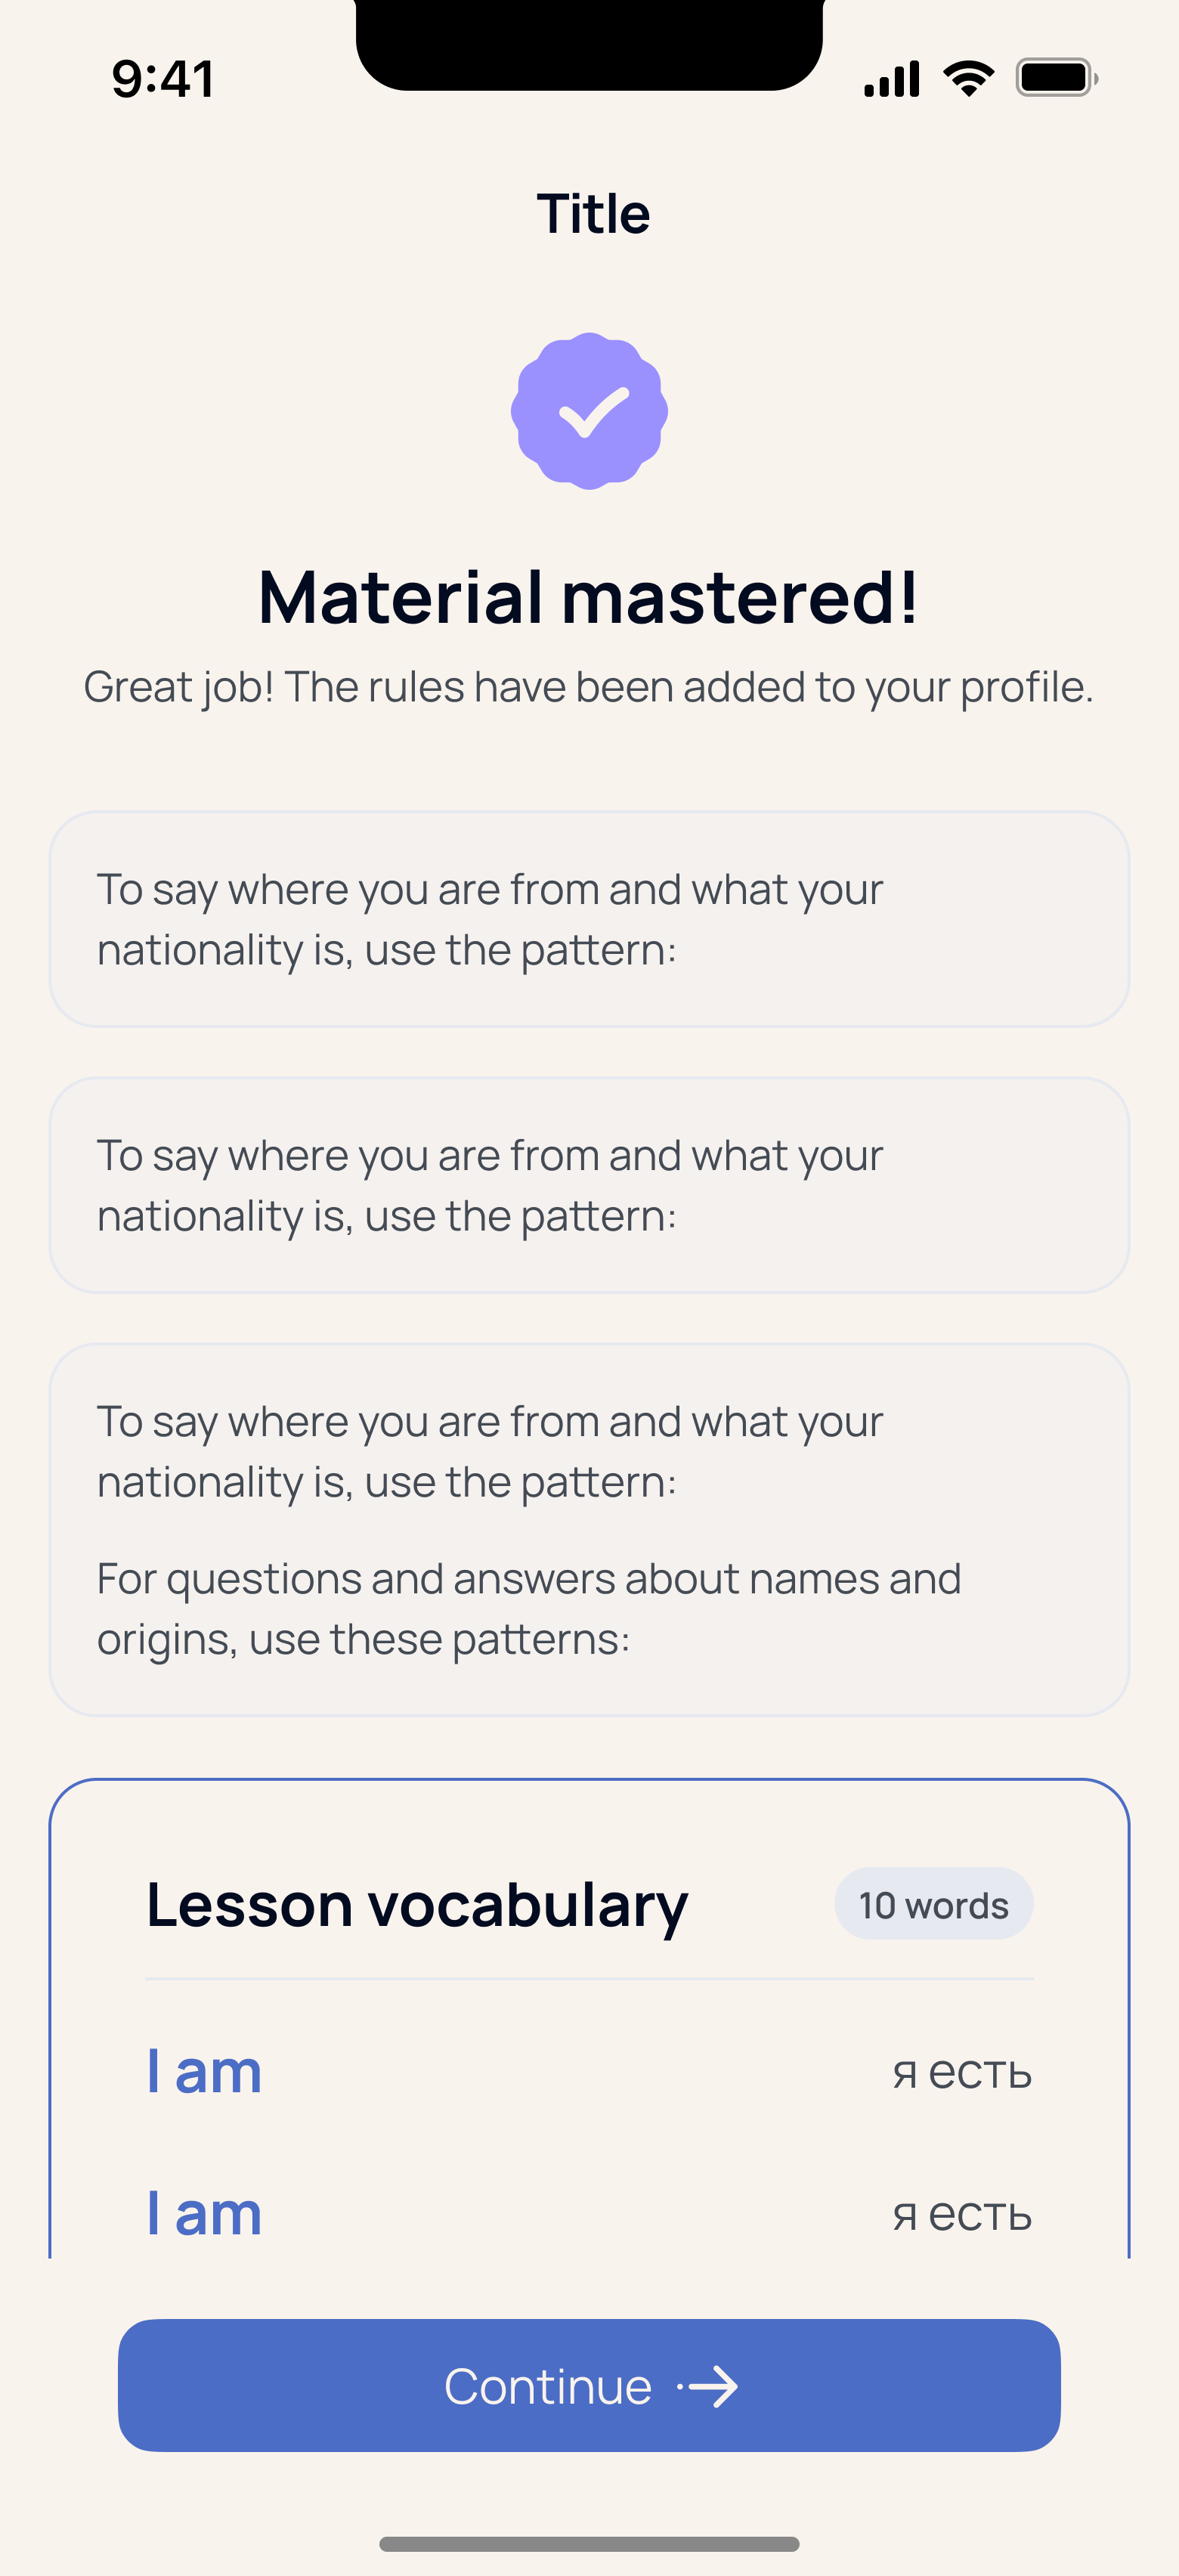 9:41
Title
Material mastered!
Great job! The rules have been added to your profile.
To say where you are from and what your
nationality is, use the pattern:
To say where you are from and what your
nationality is, use the pattern:
To say where you are from and what your
nationality is, use the pattern:
For questions and answers about names and
origins, use these patterns:
Lesson vocabulary 10 words
I am я есть
I am я есть
Continue